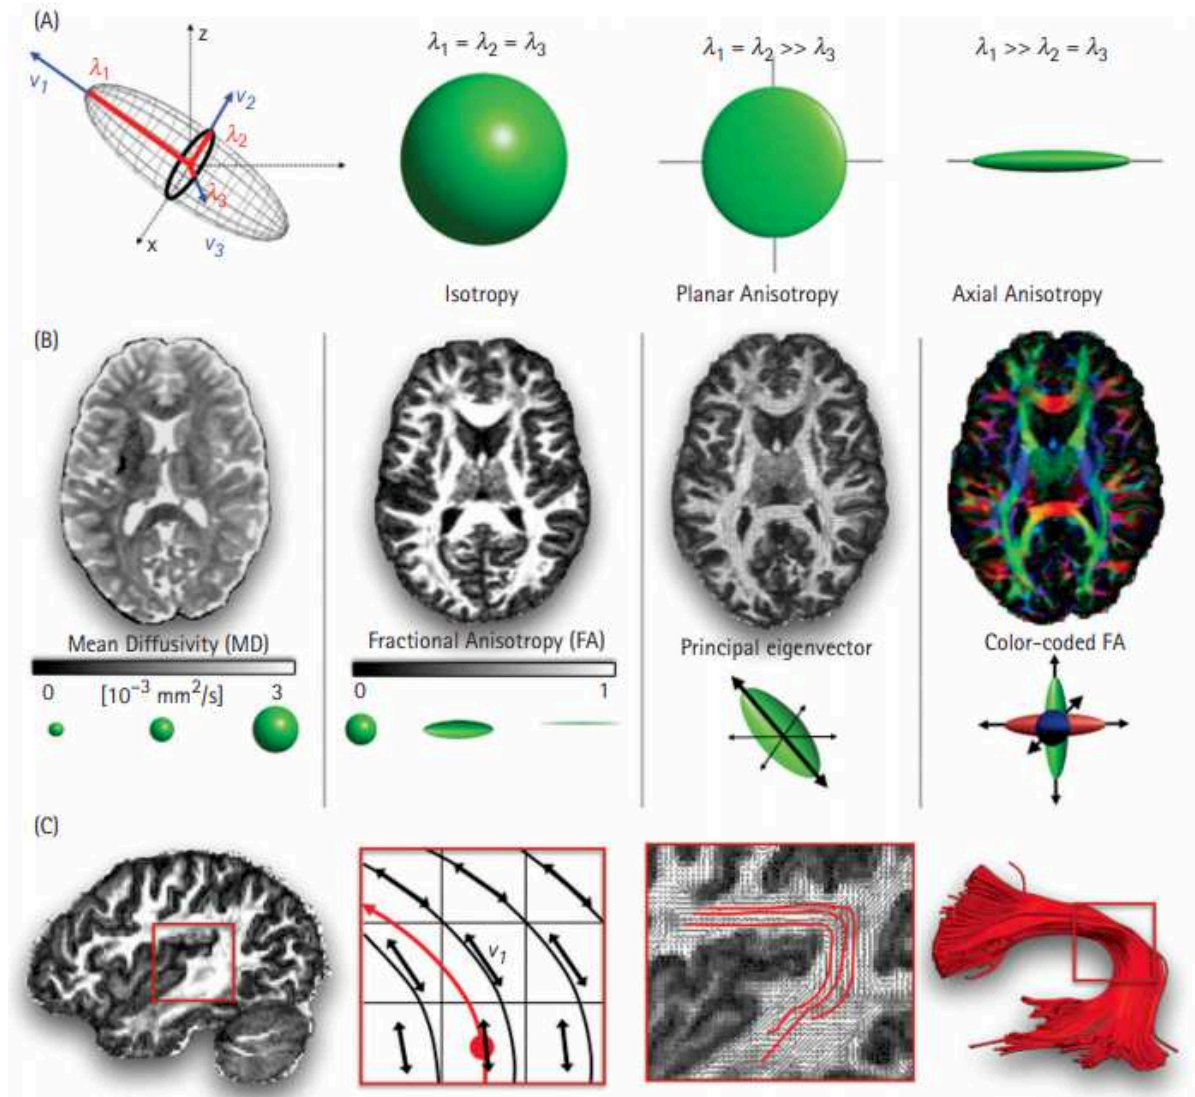 (A)
z
λ1
v1
v2
λ2
λ3
x
v3
λ1 = λ2 = λ3
Isotropy
λ1 = λ2 >> λ3
Planar Anisotropy
λ1 >> λ2 = λ3
Axial Anisotropy
(B)
Mean Diffusivity (MD)
0 [10⁻³ mm²/s] 3
Fractional Anisotropy (FA)
0 1
Principal eigenvector
Color-coded FA
(C)
v1